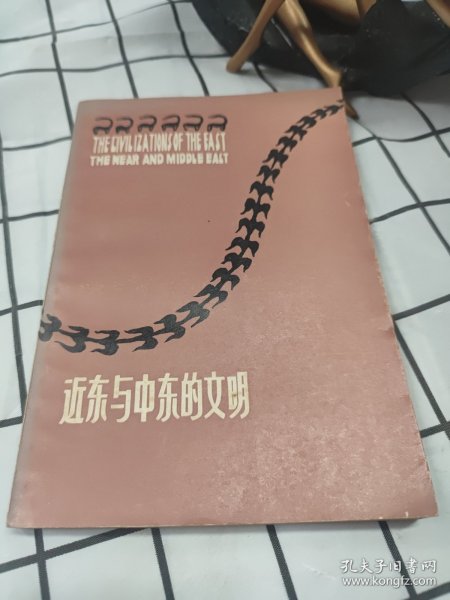 THE CIVILIZATIONS OF THE EAST
THE NEAR AND MIDDLE EAST
近东与中东的文明
孔夫子旧书网
www.kongfz.com